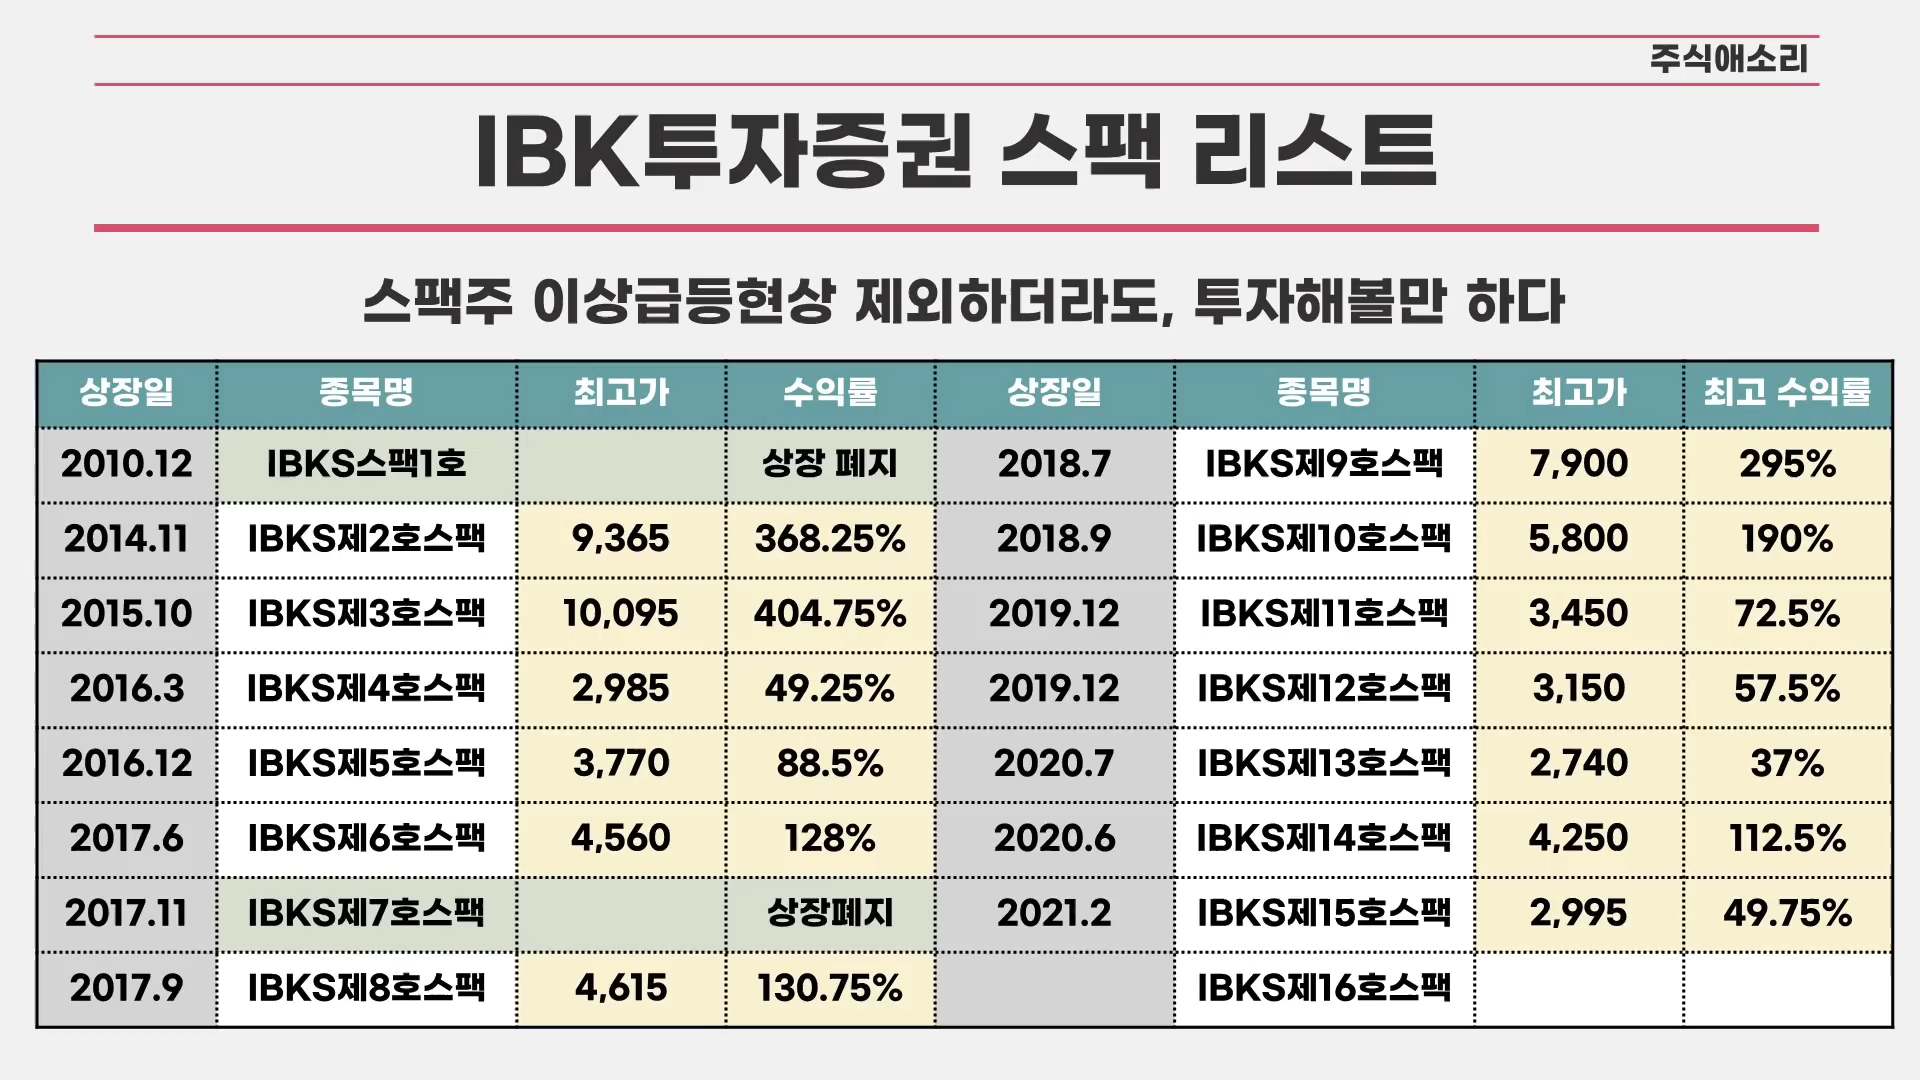 주식애소리
IBK투자증권 스팩 리스트
스팩주 이상급등현상 제외하더라도, 투자해볼만 하다
상장일 종목명 최고가 수익률 상장일 종목명 최고가 최고 수익률
2010.12 IBKS스팩1호 상장 폐지 2018.7 IBKS제9호스팩 7,900 295%
2014.11 IBKS제2호스팩 9,365 368.25% 2018.9 IBKS제10호스팩 5,800 190%
2015.10 IBKS제3호스팩 10,095 404.75% 2019.12 IBKS제11호스팩 3,450 72.5%
2016.3 IBKS제4호스팩 2,985 49.25% 2019.12 IBKS제12호스팩 3,150 57.5%
2016.12 IBKS제5호스팩 3,770 88.5% 2020.7 IBKS제13호스팩 2,740 37%
2017.6 IBKS제6호스팩 4,560 128% 2020.6 IBKS제14호스팩 4,250 112.5%
2017.11 IBKS제7호스팩 상장폐지 2021.2 IBKS제15호스팩 2,995 49.75%
2017.9 IBKS제8호스팩 4,615 130.75% IBKS제16호스팩